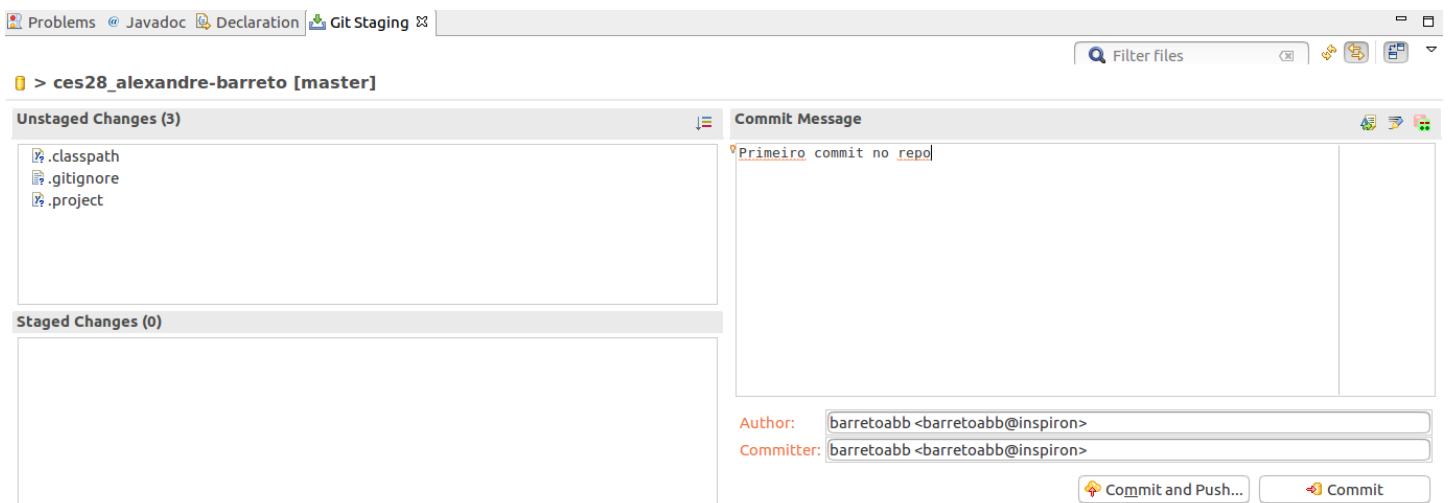 Problems @ Javadoc Declaration Git Staging
Filter files
> ces28_alexandre-barreto [master]
Unstaged Changes (3)
.classpath
.gitignore
.project
Staged Changes (0)
Commit Message
Primeiro commit no repo
Author: barretoabb <barretoabb@inspiron>
Committer: barretoabb <barretoabb@inspiron>
Commit and Push... Commit